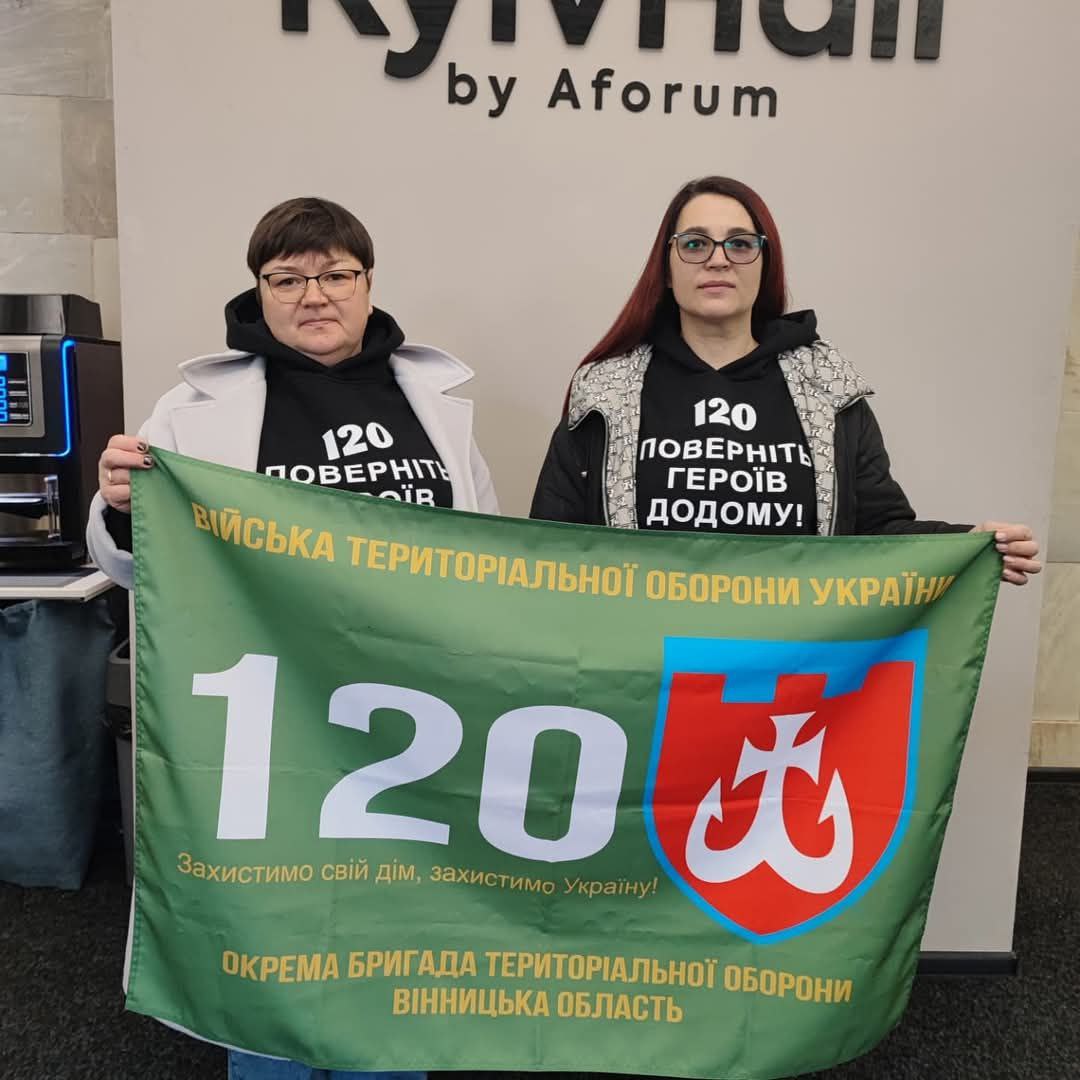 KyivHall
by Aforum
120
ПОВЕРНІТЬ
ГЕРОЇВ
120
ПОВЕРНІТЬ
ГЕРОЇВ
ДОДОМУ!
ВІЙСЬКА ТЕРИТОРІАЛЬНОЇ ОБОРОНИ УКРАЇНИ
120
Захистимо свій дім, захистимо Україну!
ОКРЕМА БРИГАДА ТЕРИТОРІАЛЬНОЇ ОБОРОНИ
ВІННИЦЬКА ОБЛАСТЬ